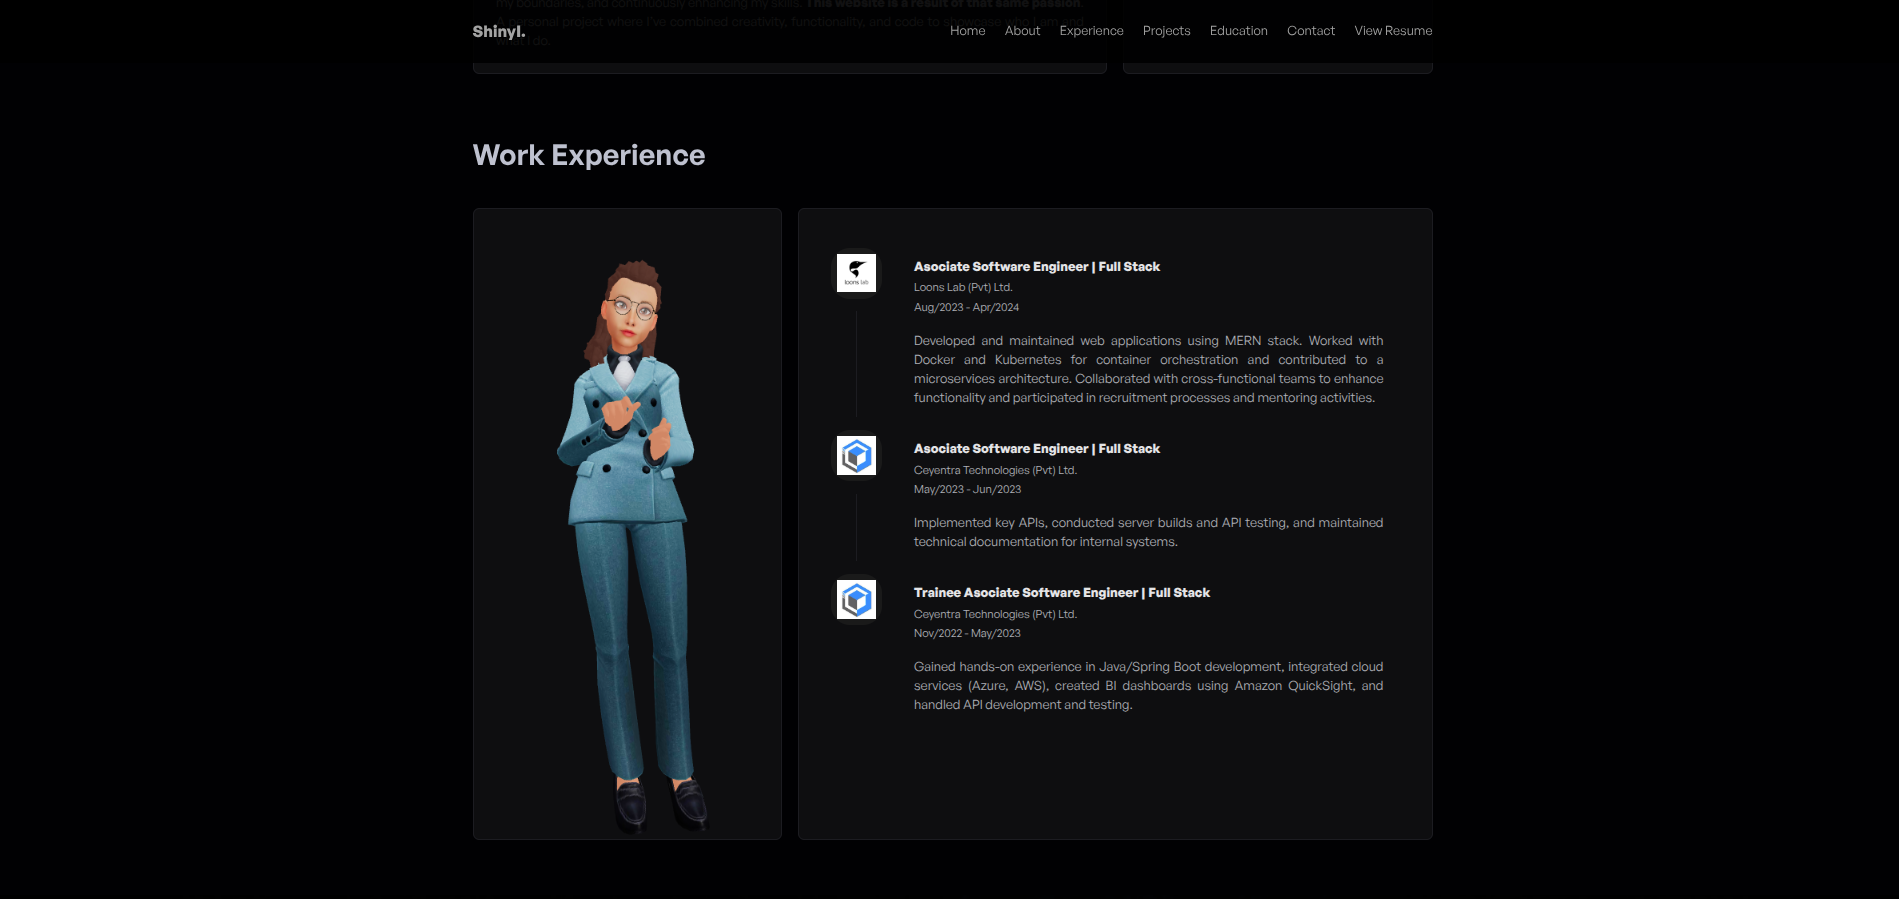 my boundaries, and continuously enhancing my skills. This website is a result of that same passion.
A personal project where I've combined creativity, functionality, and code to showcase who I am and
what I do.
Shinyl.
Home About Experience Projects Education Contact View Resume
Work Experience
loons lab
Asociate Software Engineer | Full Stack
Loons Lab (Pvt) Ltd.
Aug/2023 - Apr/2024
Developed and maintained web applications using MERN stack. Worked with
Docker and Kubernetes for container orchestration and contributed to a
microservices architecture. Collaborated with cross-functional teams to enhance
functionality and participated in recruitment processes and mentoring activities.
Asociate Software Engineer | Full Stack
Ceyentra Technologies (Pvt) Ltd.
May/2023 - Jun/2023
Implemented key APIs, conducted server builds and API testing, and maintained
technical documentation for internal systems.
Trainee Asociate Software Engineer | Full Stack
Ceyentra Technologies (Pvt) Ltd.
Nov/2022 - May/2023
Gained hands-on experience in Java/Spring Boot development, integrated cloud
services (Azure, AWS), created BI dashboards using Amazon QuickSight, and
handled API development and testing.